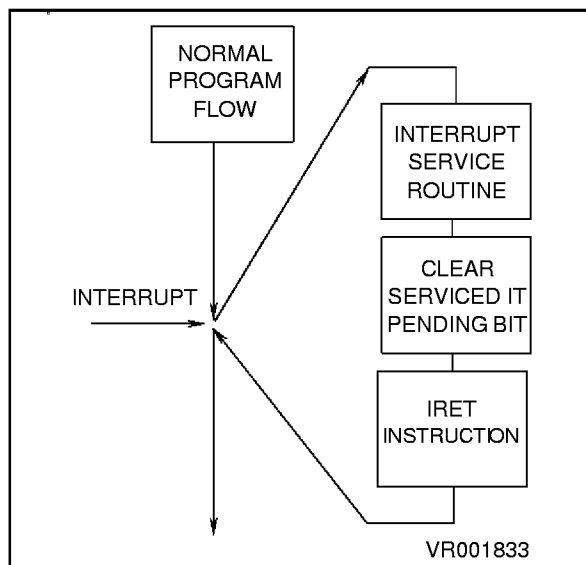 NORMAL
PROGRAM
FLOW
INTERRUPT
SERVICE
ROUTINE
CLEAR
SERVICED IT
PENDING BIT
INTERRUPT
IRET
INSTRUCTION
VR001833